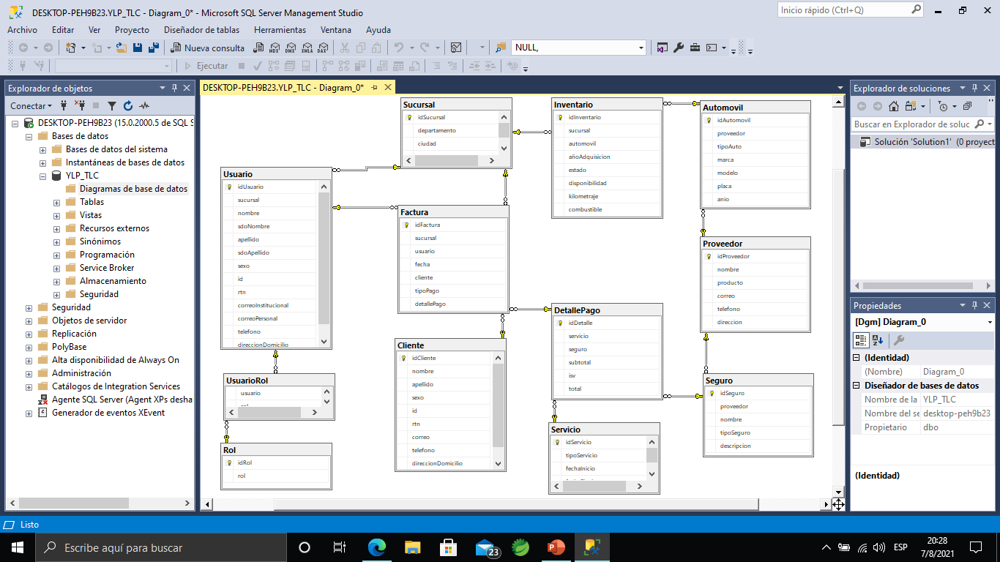 DESKTOP-PEH9B23.YLP_TLC - Diagram_0* - Microsoft SQL Server Management Studio
Inicio rápido (Ctrl+Q)
Archivo Editar Ver Proyecto Diseñador de tablas Herramientas Ventana Ayuda
Nueva consulta MDX DMX XMLA DAX NULL,
Ejecutar
Explorador de objetos
Conectar
DESKTOP-PEH9B23 (15.0.2000.5 de SQL S
Bases de datos
Bases de datos del sistema
Instantáneas de bases de datos
YLP_TLC
Diagramas de base de datos
Tablas
Vistas
Recursos externos
Sinónimos
Programación
Service Broker
Almacenamiento
Seguridad
Seguridad
Objetos de servidor
Replicación
PolyBase
Alta disponibilidad de Always On
Administración
Catálogos de Integration Services
Agente SQL Server (Agent XPs desha
Generador de eventos XEvent
DESKTOP-PEH9B23.YLP_TLC - Diagram_0*
Sucursal
idSucursal
departamento
ciudad
Usuario
idUsuario
sucursal
nombre
sdoNombre
apellido
sdoApellido
sexo
id
rtn
correoInstitucional
correoPersonal
telefono
direccionDomicilio
UsuarioRol
usuario
rol
Rol
idRol
rol
Factura
idFactura
sucursal
usuario
fecha
cliente
tipoPago
detallePago
Cliente
idCliente
nombre
apellido
sexo
id
rtn
correo
telefono
direccionDomicilio
Inventario
idInventario
sucursal
automovil
añoAdquisicion
estado
disponibilidad
kilometraje
combustible
DetallePago
idDetalle
servicio
seguro
subtotal
isv
total
Servicio
idServicio
tipoServicio
fechaInicio
Automovil
idAutomovil
proveedor
tipoAuto
marca
modelo
placa
anio
Proveedor
idProveedor
nombre
producto
correo
telefono
direccion
Seguro
idSeguro
proveedor
nombre
tipoSeguro
descripcion
Explorador de soluciones
Buscar en Explorador de soluc
Solución 'Solution1' (0 proyect
Propiedades
[Dgm] Diagram_0
(Identidad)
(Nombre) Diagram_0
Diseñador de bases de datos
Nombre de la YLP_TLC
Nombre del se desktop-peh9b23
Propietario dbo
(Identidad)
Listo
Escribe aquí para buscar
23
ESP
20:28
7/8/2021